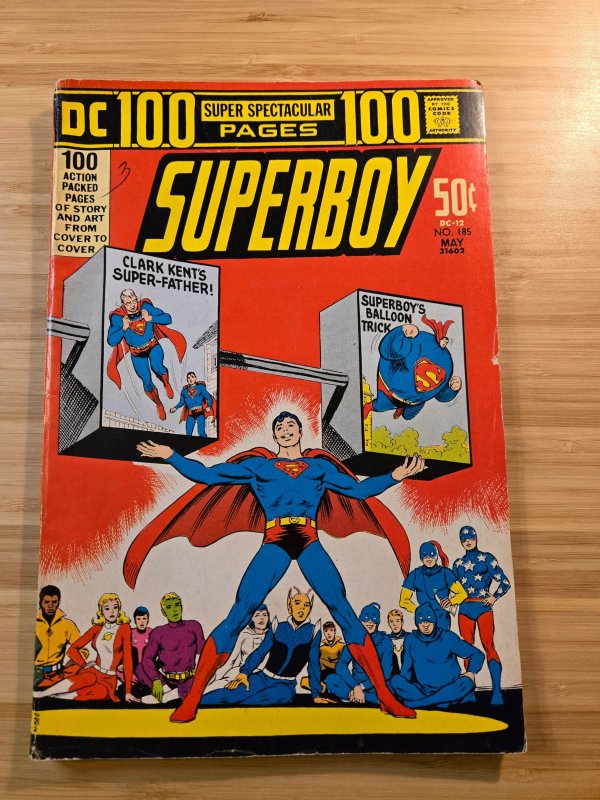 DC 100 SUPER SPECTACULAR PAGES 100
APPROVED
BY THE
COMICS
CODE
AUTHORITY
100
ACTION
PACKED
PAGES
OF STORY
AND ART
FROM
COVER TO
COVER
3
SUPERBOY
50¢
DC-12
NO. 185
MAY
31602
CLARK KENT'S
SUPER-FATHER!
SUPERBOY'S
BALLOON
TRICK